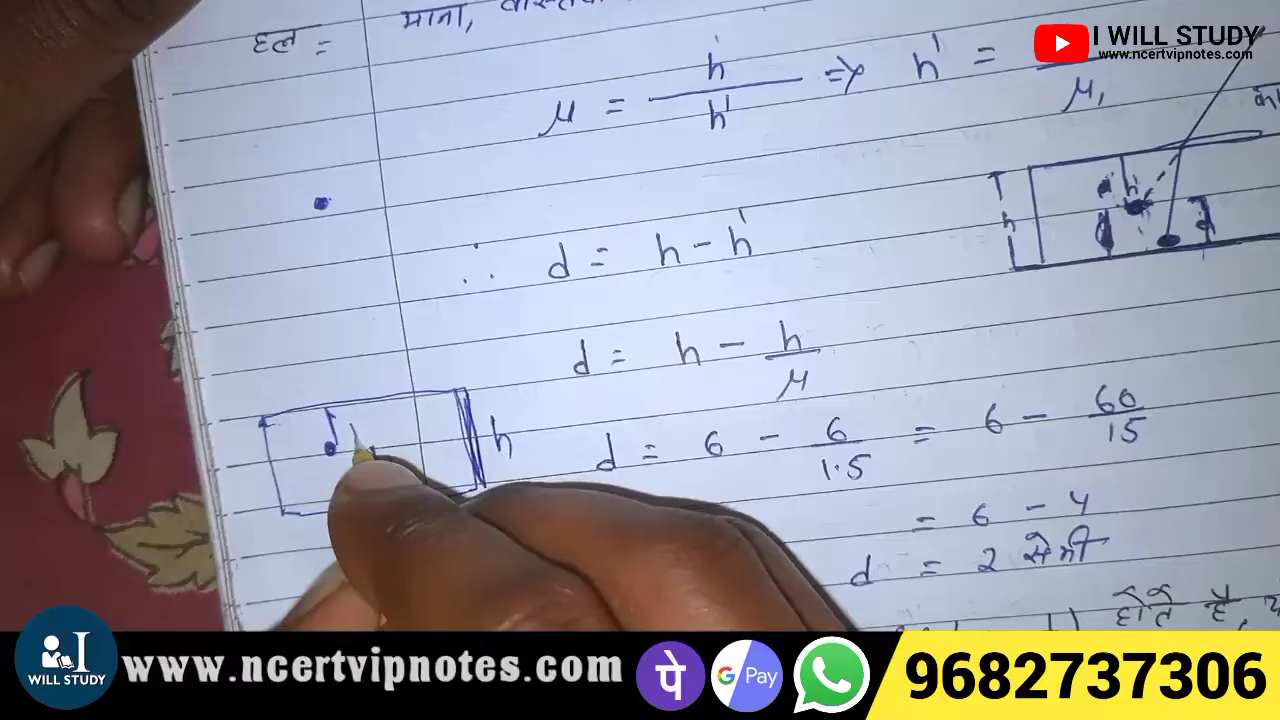 I WILL STUDY
www.ncertvipnotes.com
हल = माना,
μ = h / h' => h' = / μ,
h'
h
∴ d = h - h'
d = h - h/μ
h
d = 6 - 6/1.5 = 6 - 60/15
= 6 - 4
d = 2 सेमी
होते है,
I WILL STUDY
www.ncertvipnotes.com
पे
G Pay
9682737306